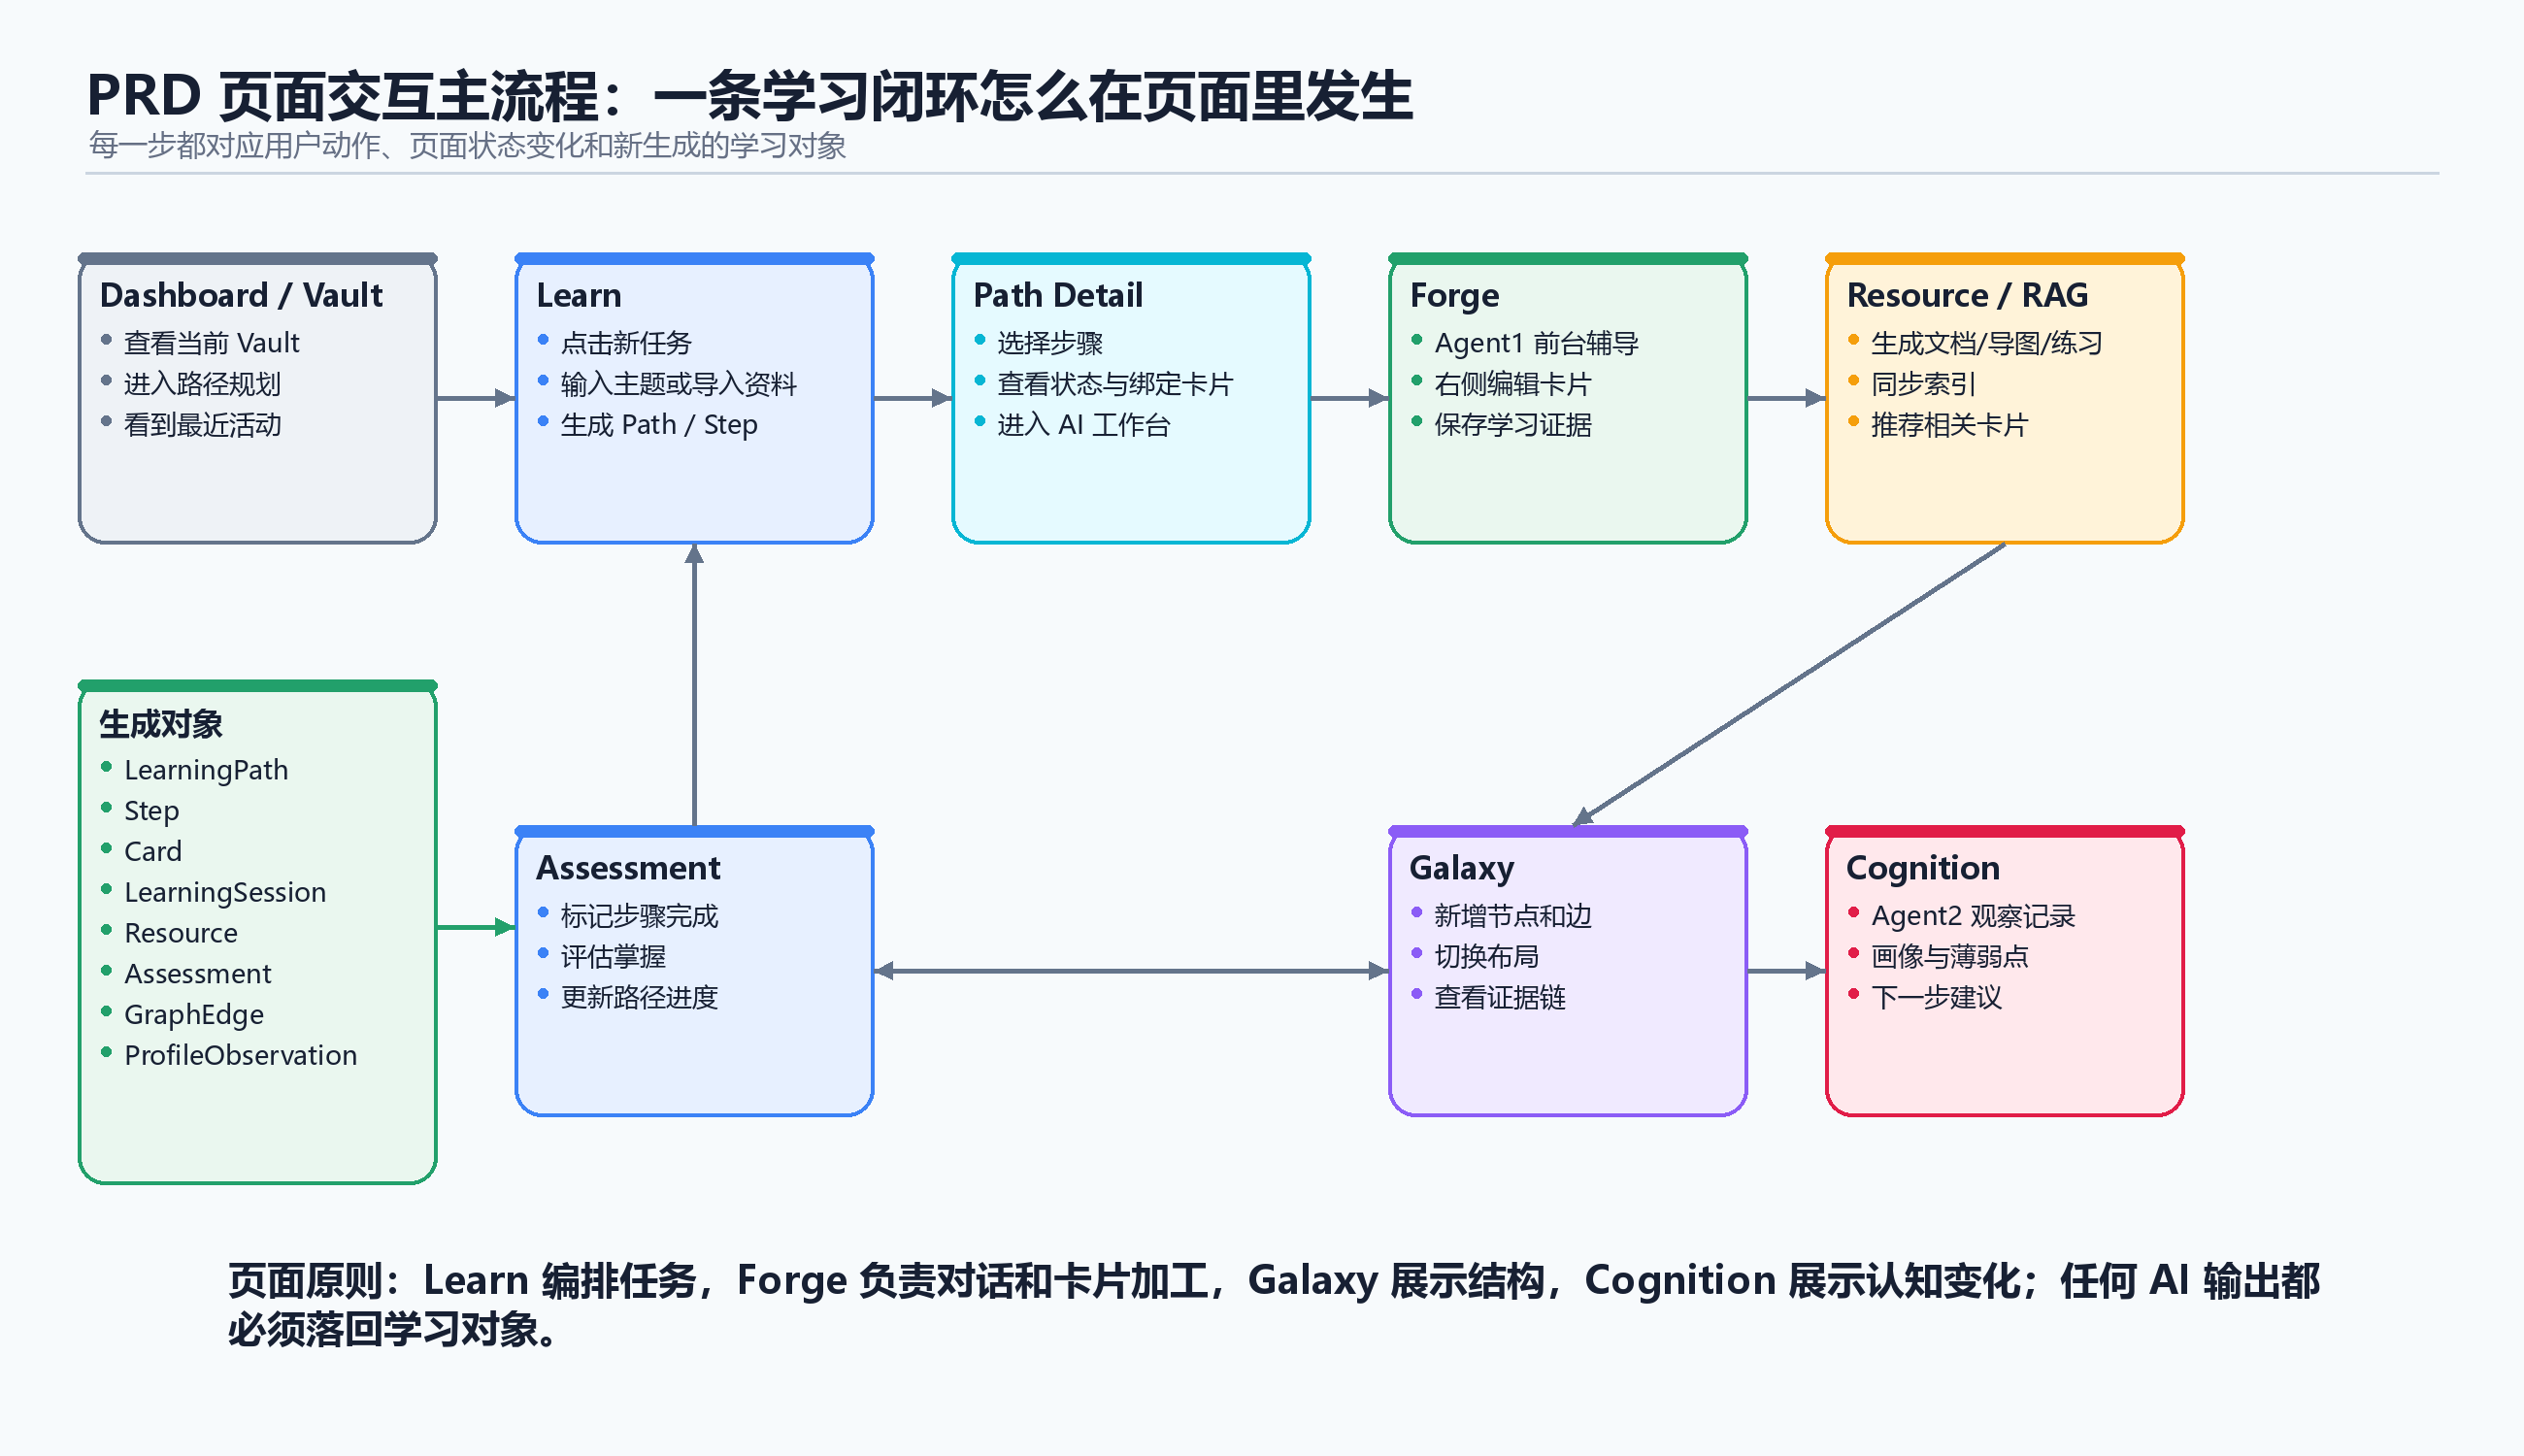 PRD 页面交互主流程：一条学习闭环怎么在页面里发生
每一步都对应用户动作、页面状态变化和新生成的学习对象
Dashboard / Vault
查看当前 Vault
进入路径规划
看到最近活动
Learn
点击新任务
输入主题或导入资料
生成 Path / Step
Path Detail
选择步骤
查看状态与绑定卡片
进入 AI 工作台
Forge
Agent1 前台辅导
右侧编辑卡片
保存学习证据
Resource / RAG
生成文档/导图/练习
同步索引
推荐相关卡片
生成对象
LearningPath
Step
Card
LearningSession
Resource
Assessment
GraphEdge
ProfileObservation
Assessment
标记步骤完成
评估掌握
更新路径进度
Galaxy
新增节点和边
切换布局
查看证据链
Cognition
Agent2 观察记录
画像与薄弱点
下一步建议
页面原则：Learn 编排任务，Forge 负责对话和卡片加工，Galaxy 展示结构，Cognition 展示认知变化；任何 AI 输出都
必须落回学习对象。